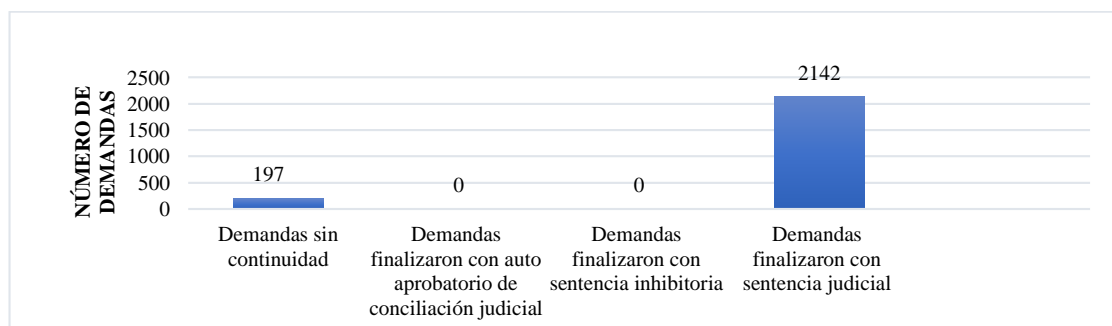 NÚMERO DE
DEMANDAS
2500
2000
1500
1000
500
0
197
0
0
2142
Demandas sin
continuidad
Demandas
finalizaron con auto
aprobatorio de
conciliación judicial
Demandas
finalizaron con
sentencia inhibitoria
Demandas
finalizaron con
sentencia judicial